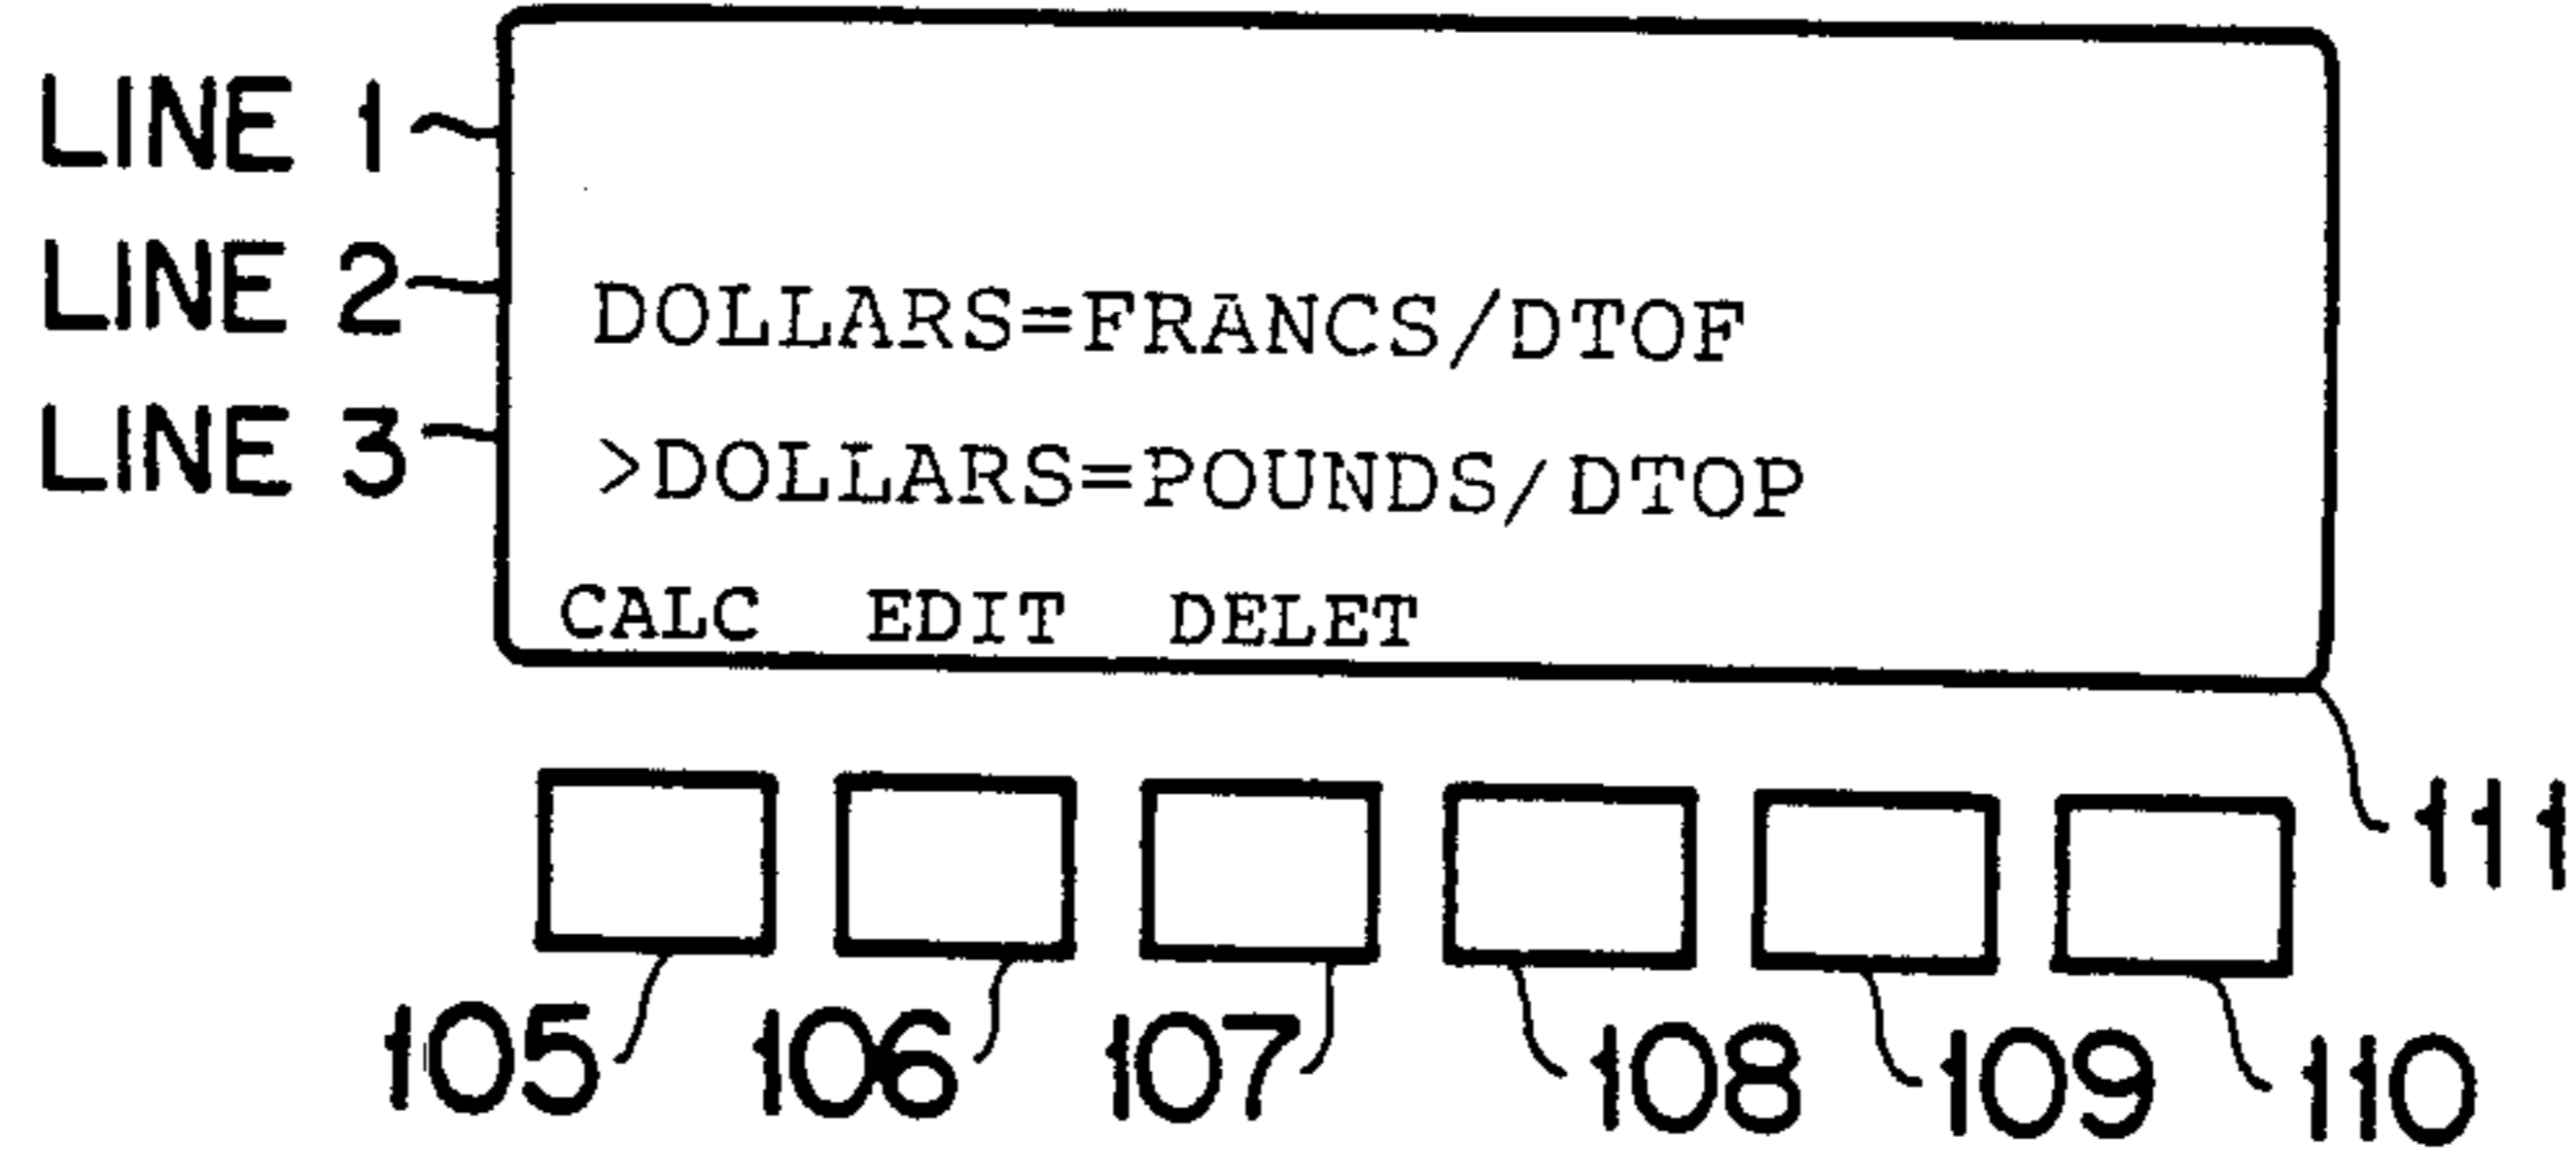 LINE 1
LINE 2
DOLLARS=FRANCS/DTOF
LINE 3
>DOLLARS=POUNDS/DTOP
CALC EDIT DELET
111
105 106 107 108 109 110